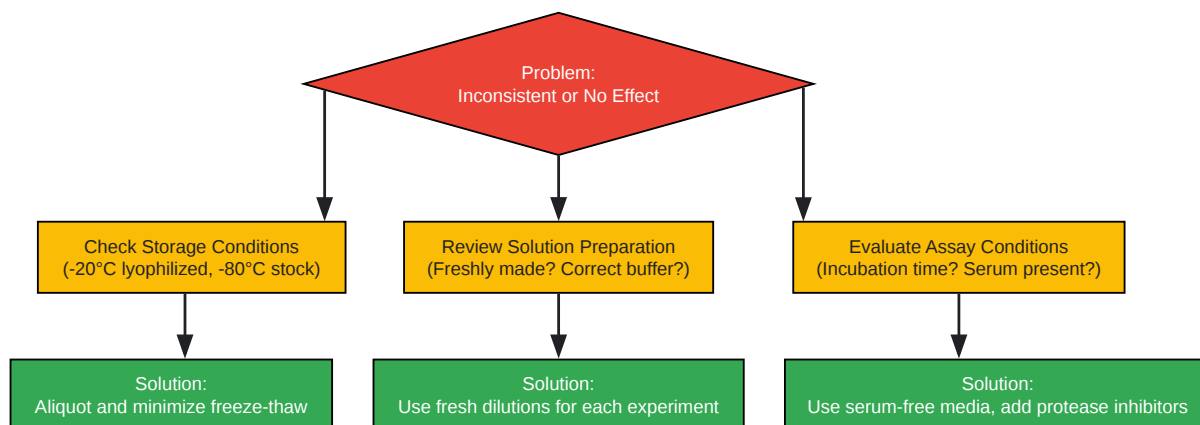 Problem:
Inconsistent or No Effect
Check Storage Conditions
(-20°C lyophilized, -80°C stock)
Review Solution Preparation
(Freshly made? Correct buffer?)
Evaluate Assay Conditions
(Incubation time? Serum present?)
Solution:
Aliquot and minimize freeze-thaw
Solution:
Use fresh dilutions for each experiment
Solution:
Use serum-free media, add protease inhibitors